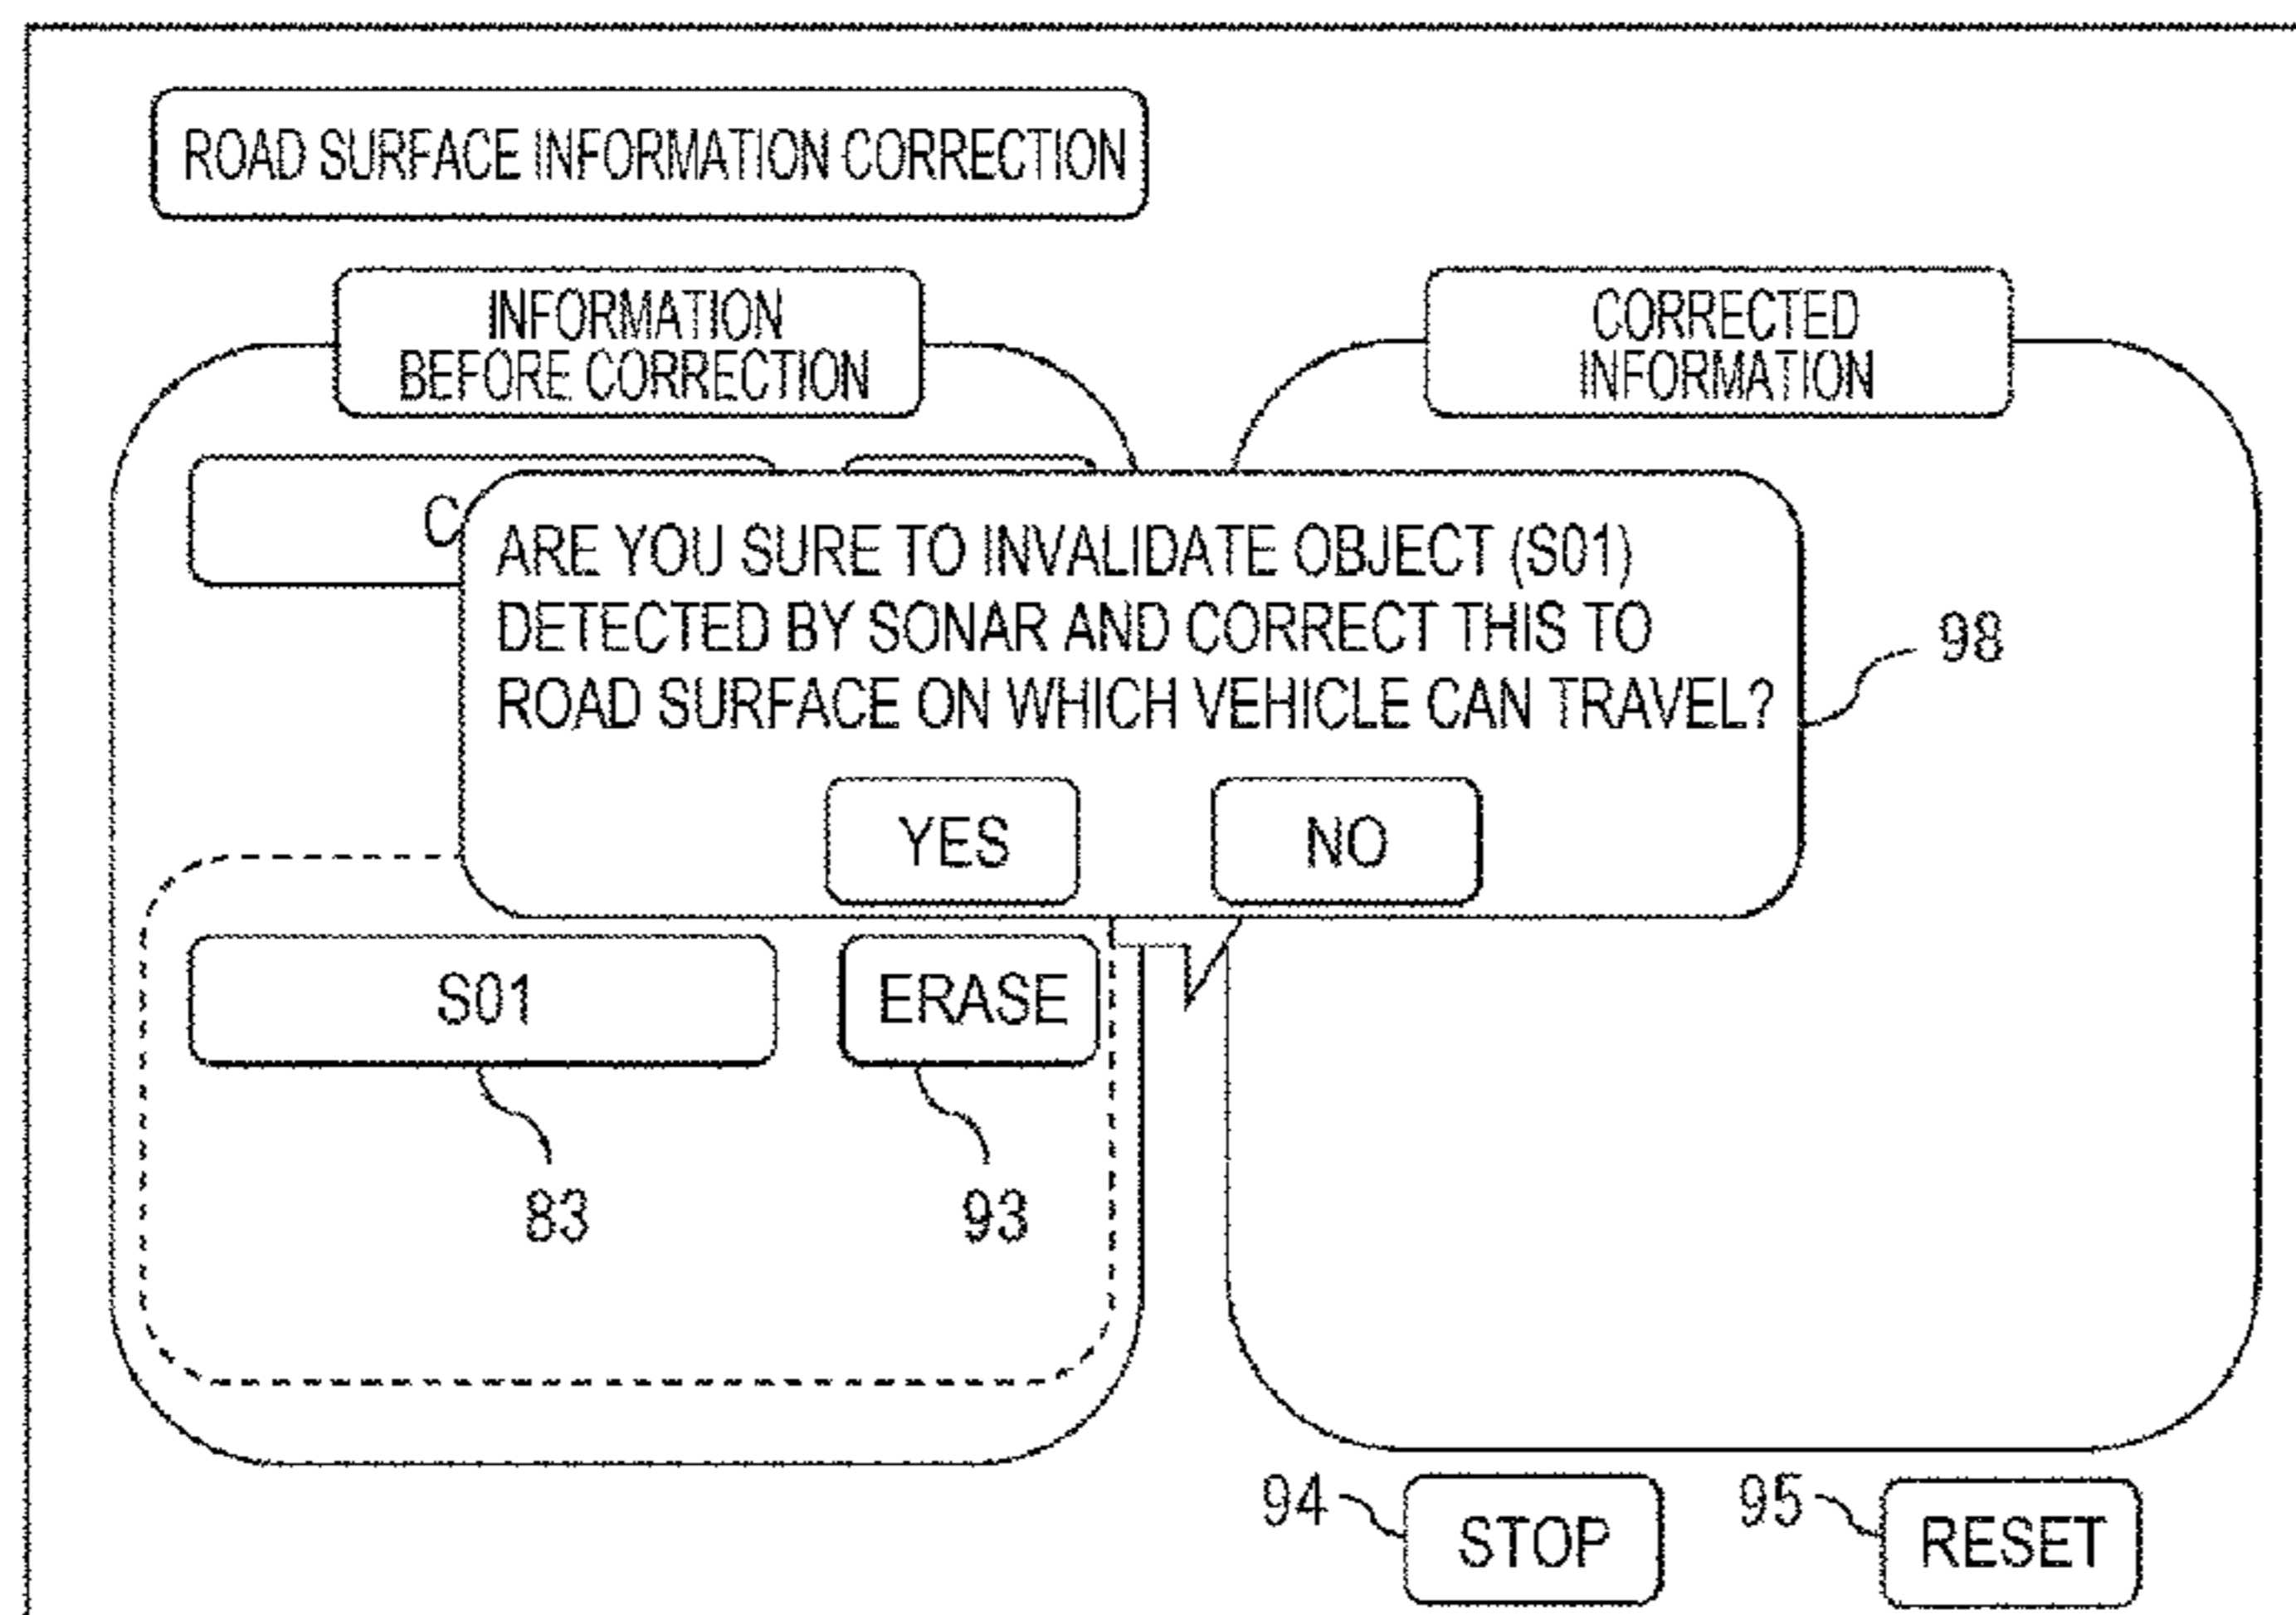 ROAD SURFACE INFORMATION CORRECTION
INFORMATION
BEFORE CORRECTION
CORRECTED
INFORMATION
C
ARE YOU SURE TO INVALIDATE OBJECT (S01)
DETECTED BY SONAR AND CORRECT THIS TO
ROAD SURFACE ON WHICH VEHICLE CAN TRAVEL?
98
YES
NO
S01
ERASE
83
93
94
STOP
95
RESET